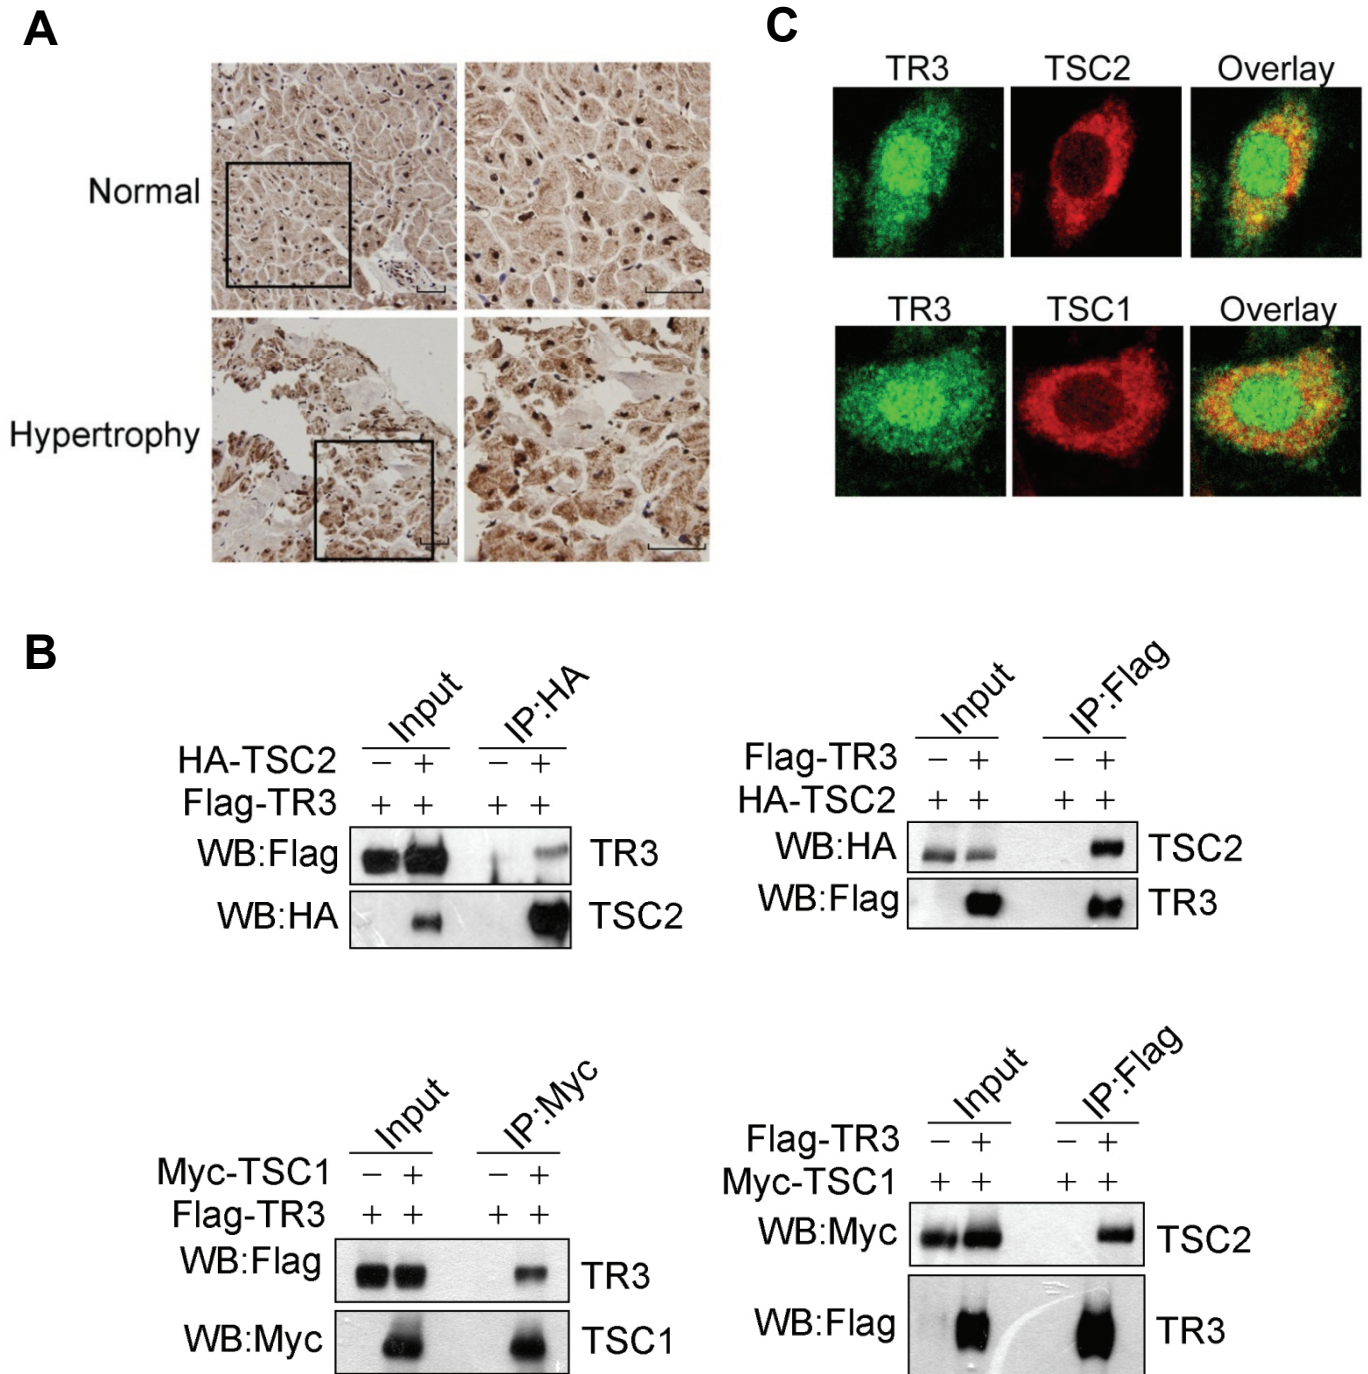 A
Normal
Hypertrophy
C
TR3 TSC2 Overlay
TR3 TSC1 Overlay
B
Input IP:HA
HA-TSC2 − + − +
Flag-TR3 + + + +
WB:Flag TR3
WB:HA TSC2
Input IP:Flag
Flag-TR3 − + − +
HA-TSC2 + + + +
WB:HA TSC2
WB:Flag TR3
Input IP:Myc
Myc-TSC1 − + − +
Flag-TR3 + + + +
WB:Flag TR3
WB:Myc TSC1
Input IP:Flag
Flag-TR3 − + − +
Myc-TSC1 + + + +
WB:Myc TSC2
WB:Flag TR3